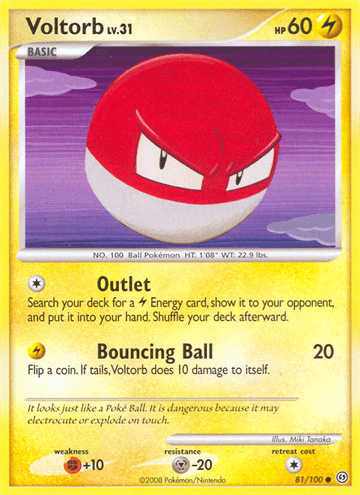 Voltorb LV.31 HP 60
BASIC
NO. 100 Ball Pokémon HT: 1'08" WT: 22.9 lbs.
Outlet
Search your deck for a Energy card, show it to your opponent,
and put it into your hand. Shuffle your deck afterward.
Bouncing Ball 20
Flip a coin. If tails, Voltorb does 10 damage to itself.
It looks just like a Poké Ball. It is dangerous because it may
electrocute or explode on touch.
Illus. Miki Tanaka
weakness resistance retreat cost
+10 -20
©2008 Pokémon/Nintendo 81/100